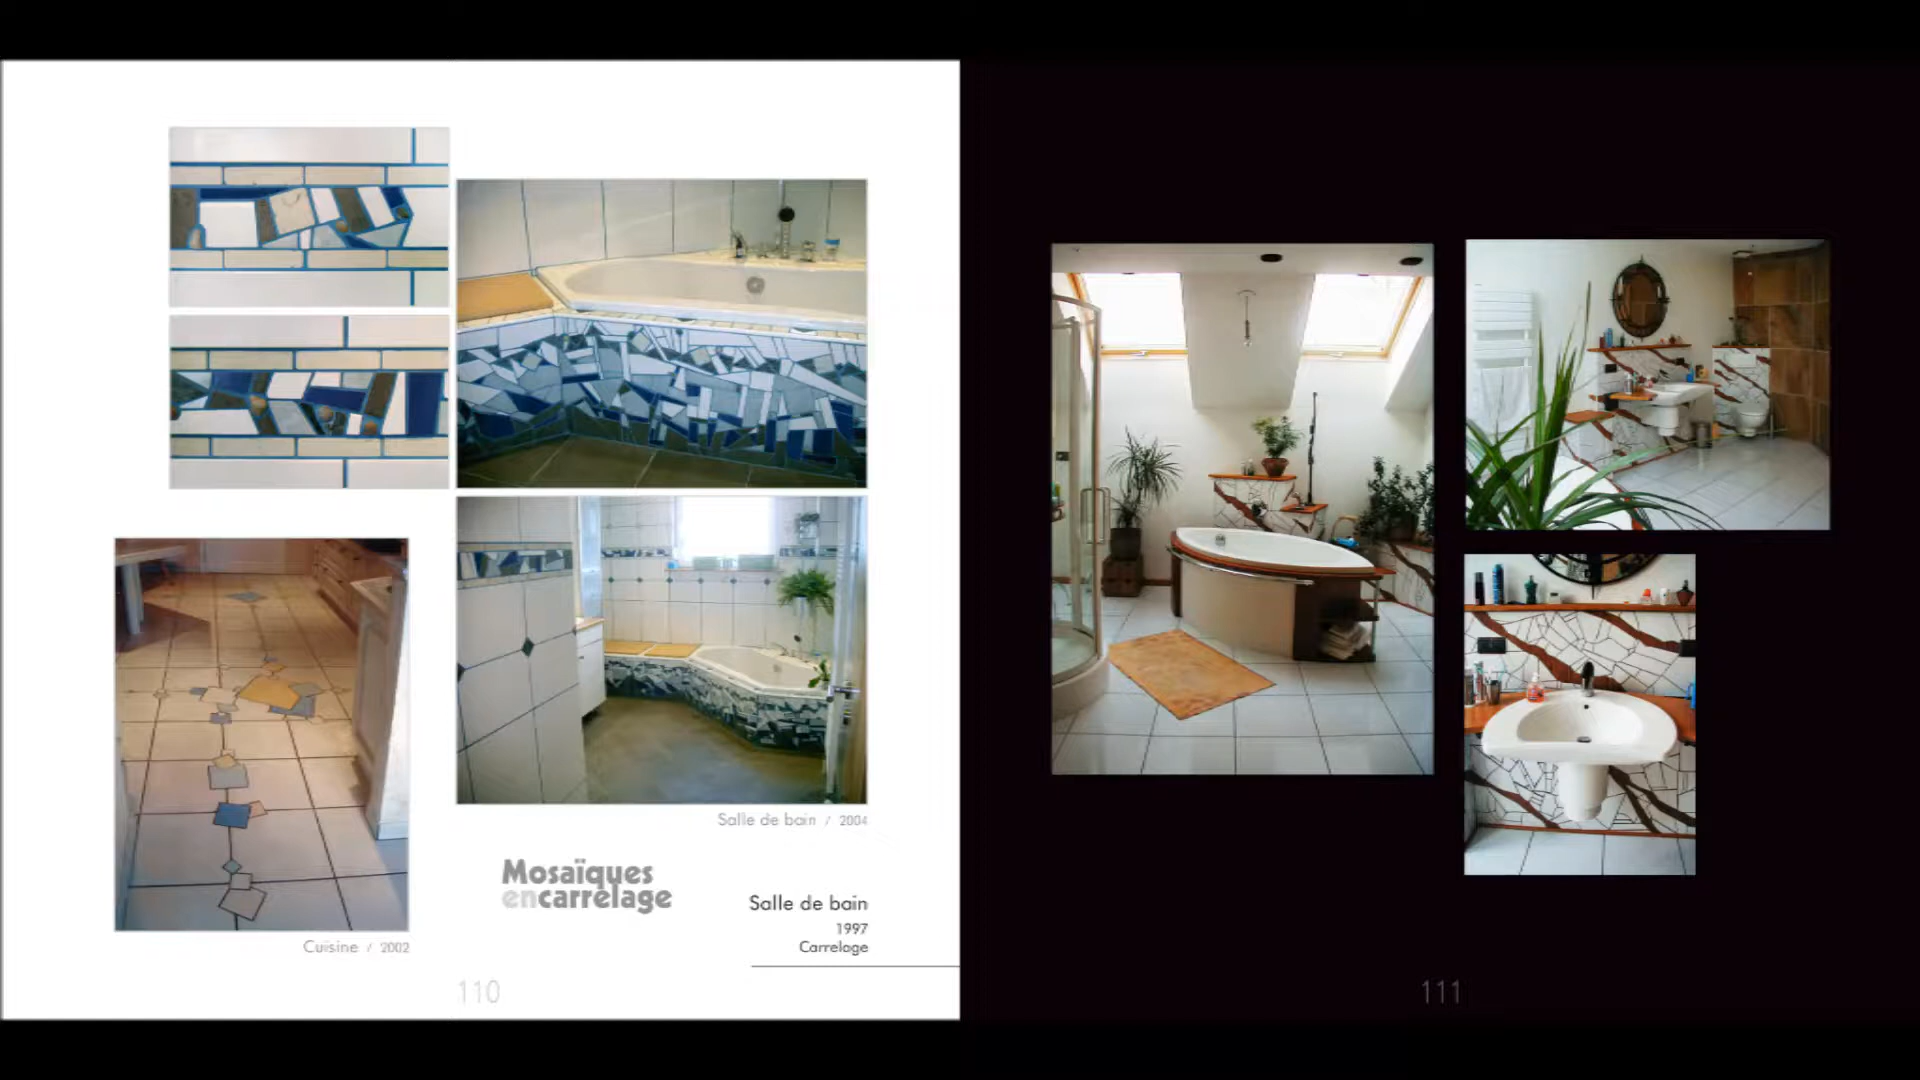 Salle de bain / 2004
Mosaïques
encarrelage
Salle de bain
1997
Carrelage
Cuisine / 2002
110
111